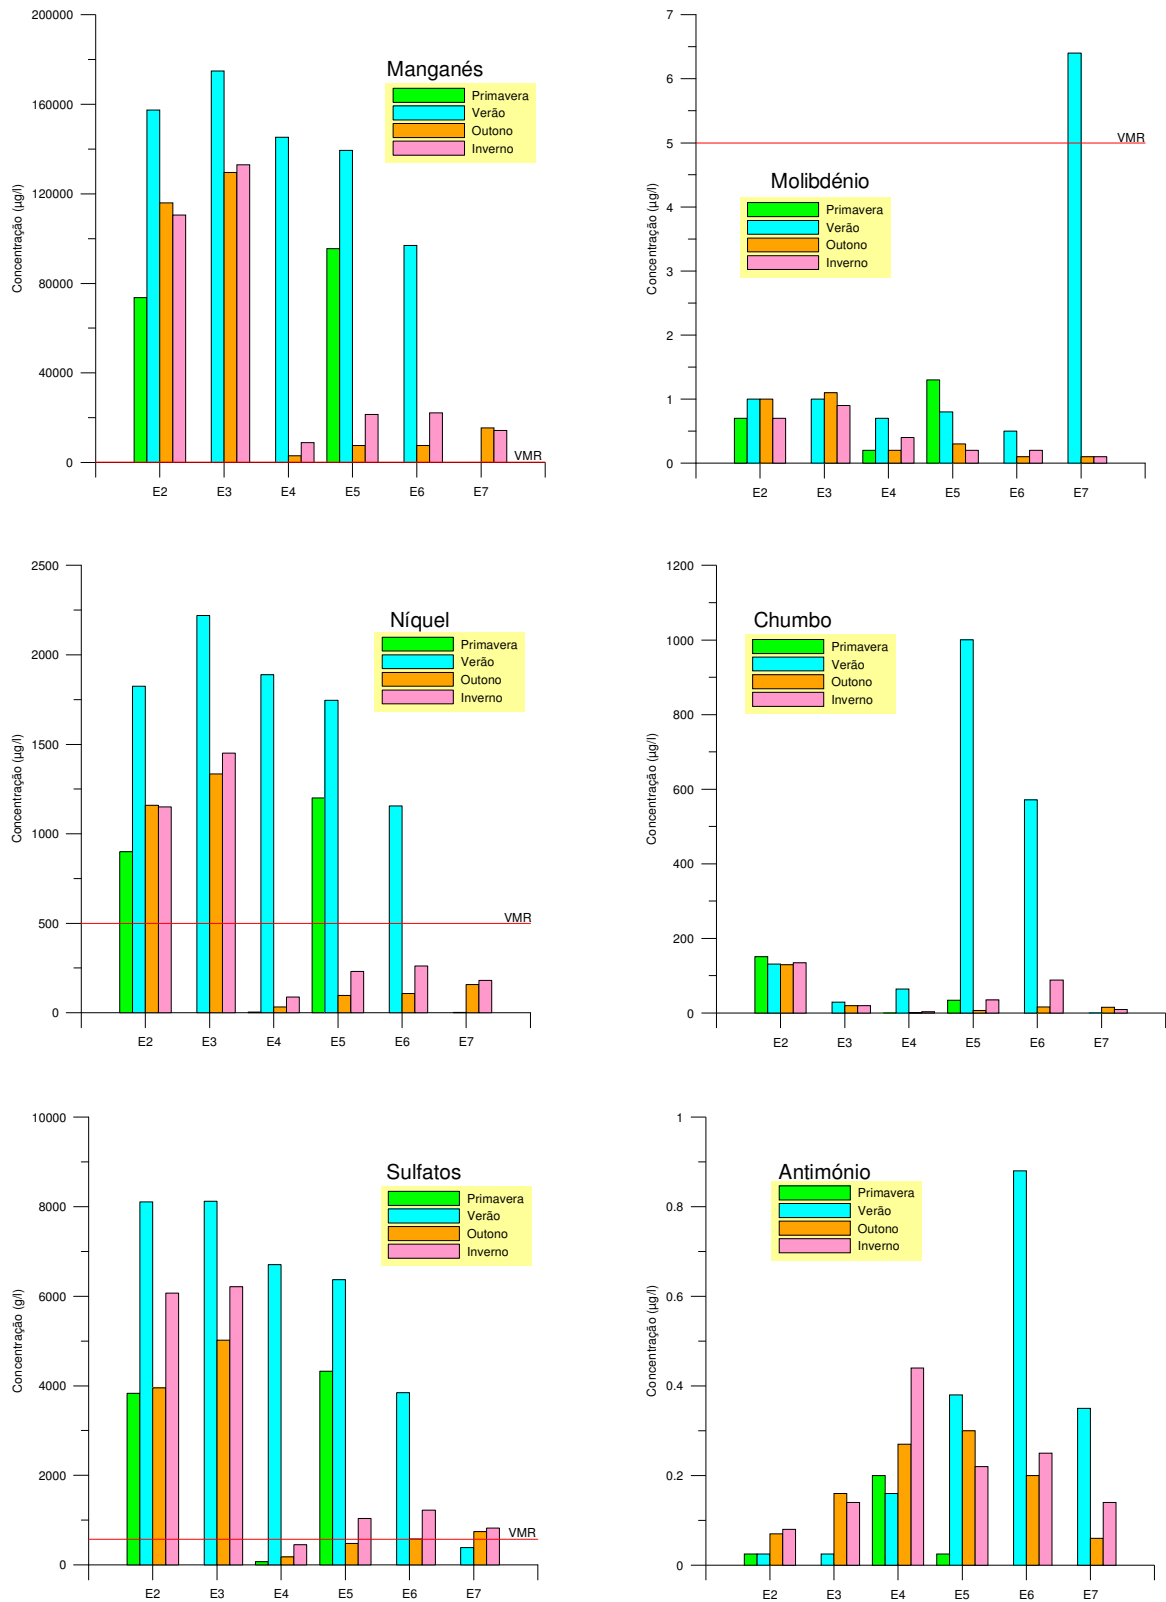 Manganés
Primavera
Verão
Outono
Inverno
Concentração (µg/l)
200000
160000
120000
80000
40000
0
VMR
E2 E3 E4 E5 E6 E7
Molibdénio
Primavera
Verão
Outono
Inverno
Concentração (µg/l)
7
6
5
4
3
2
1
0
VMR
E2 E3 E4 E5 E6 E7
Níquel
Primavera
Verão
Outono
Inverno
Concentração (µg/l)
2500
2000
1500
1000
500
0
VMR
E2 E3 E4 E5 E6 E7
Chumbo
Primavera
Verão
Outono
Inverno
Concentração (µg/l)
1200
1000
800
600
400
200
0
E2 E3 E4 E5 E6 E7
Sulfatos
Primavera
Verão
Outono
Inverno
Concentração (g/l)
10000
8000
6000
4000
2000
0
VMR
E2 E3 E4 E5 E6 E7
Antimónio
Primavera
Verão
Outono
Inverno
Concentração (µg/l)
1
0.8
0.6
0.4
0.2
0
E2 E3 E4 E5 E6 E7